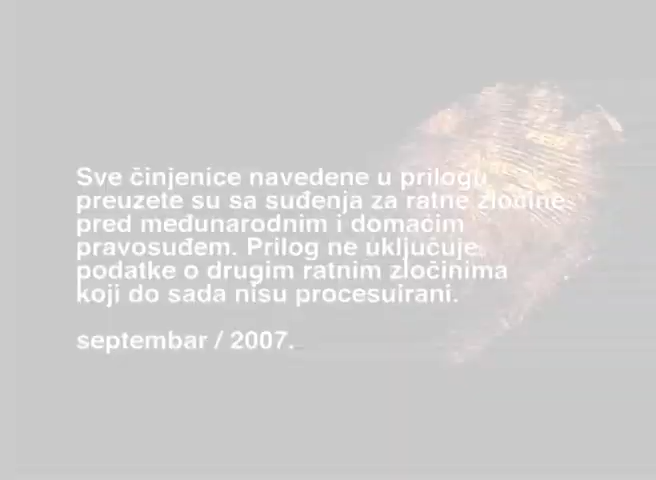 Sve činjenice navedene u prilogu
preuzete su sa suđenja za ratne zločine
pred međunarodnim i domaćim
pravosuđem. Prilog ne uključuje
podatke o drugim ratnim zločinima
koji do sada nisu procesuirani.
septembar / 2007.